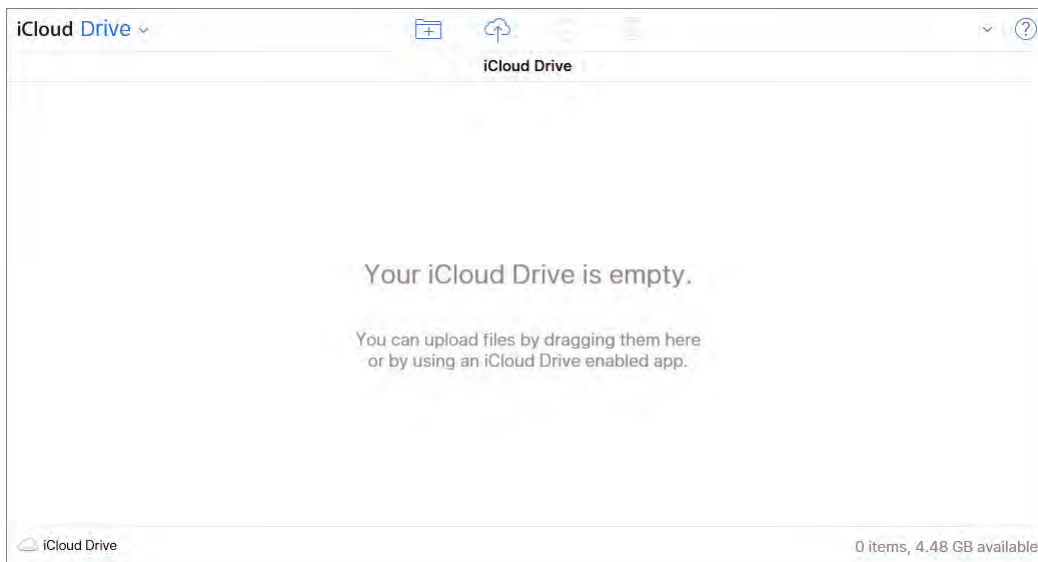 iCloud Drive
iCloud Drive
Your iCloud Drive is empty.
You can upload files by dragging them here
or by using an iCloud Drive enabled app.
iCloud Drive
0 items, 4.48 GB available